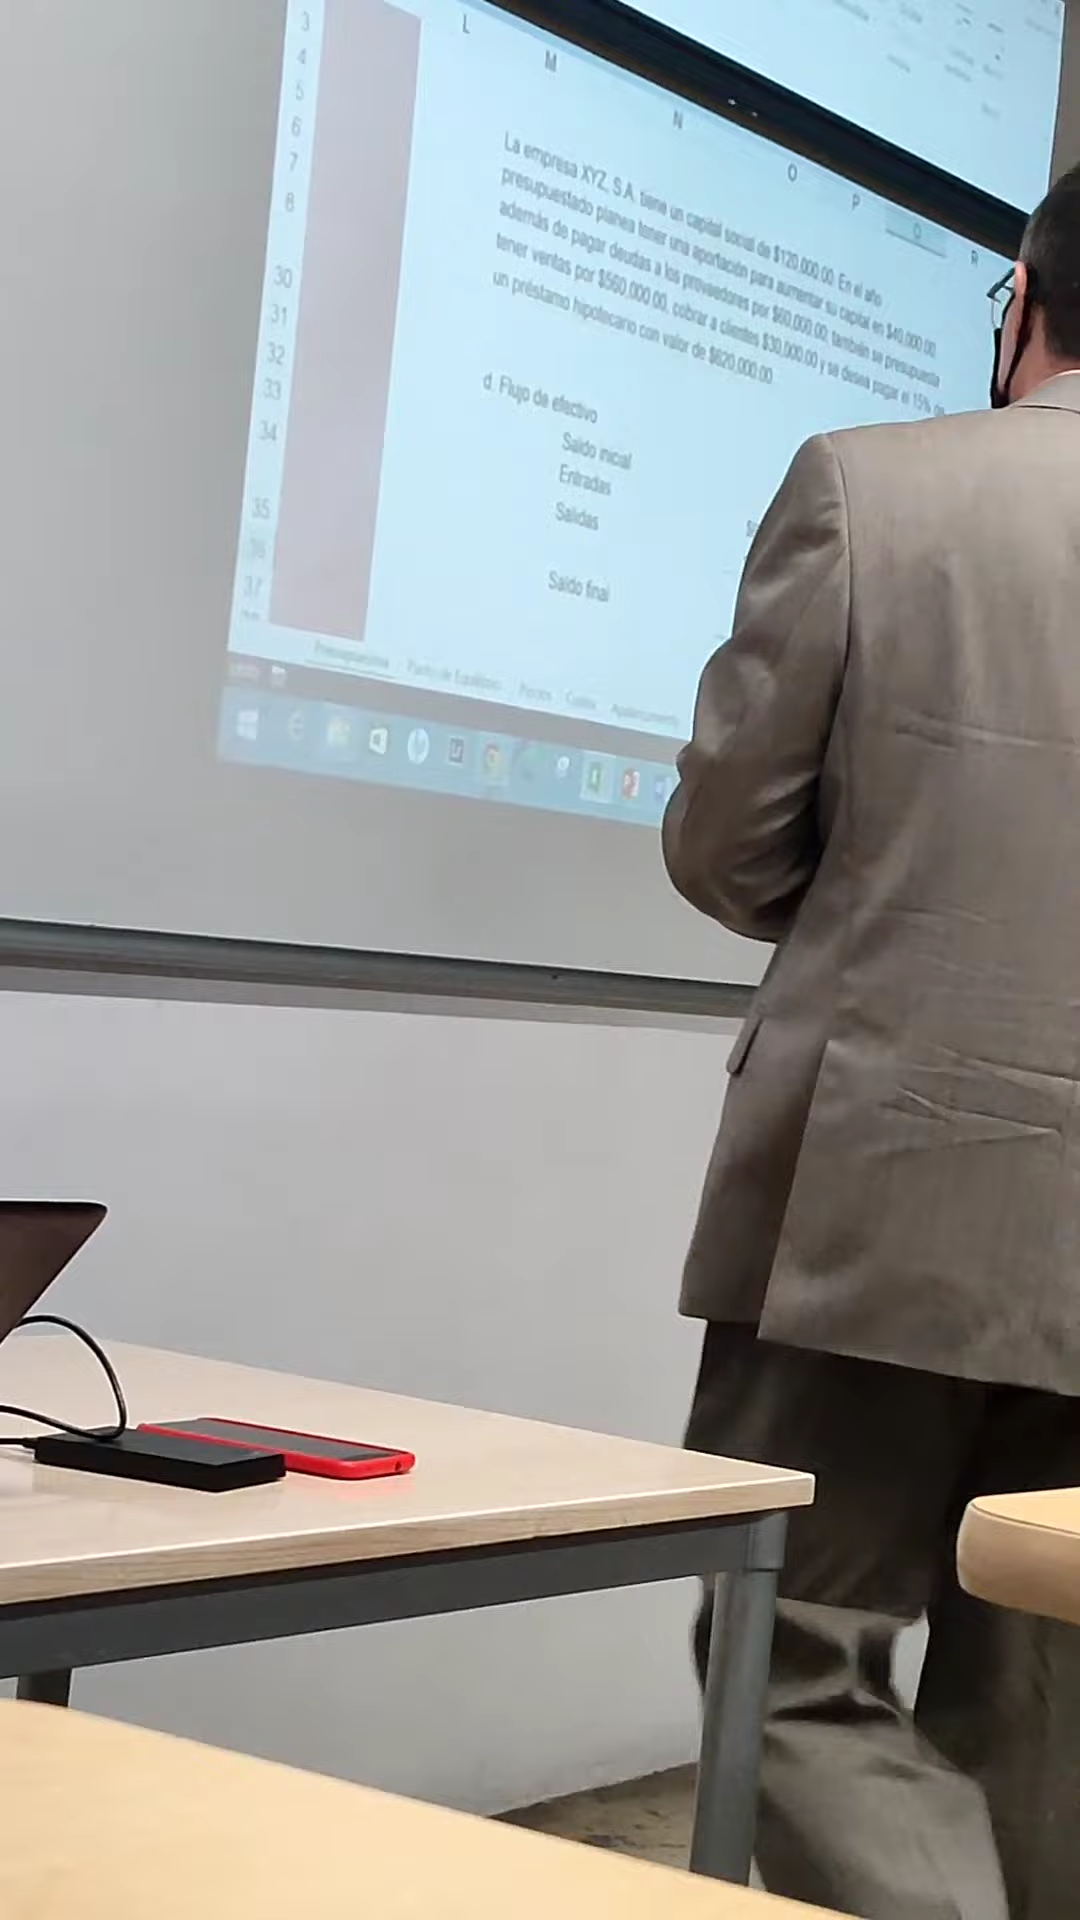 L
M
N
O
P
Q
R
3
4
5
6
7
8
30
31
32
33
34
35
36
37
La empresa XYZ, S.A. tiene un capital social de $120,000.00. En el año
presupuestado planea tener una aportación para aumentar su capital en $40,000.00,
además de pagar deudas a los proveedores por $60,000.00, también se presupuesta
tener ventas por $560,000.00, cobrar a clientes $30,000.00 y se desea pagar el 15% de
un préstamo hipotecario con valor de $620,000.00
d. Flujo de efectivo
Saldo inicial
Entradas
Salidas
Saldo final
Punto de Equilibrio